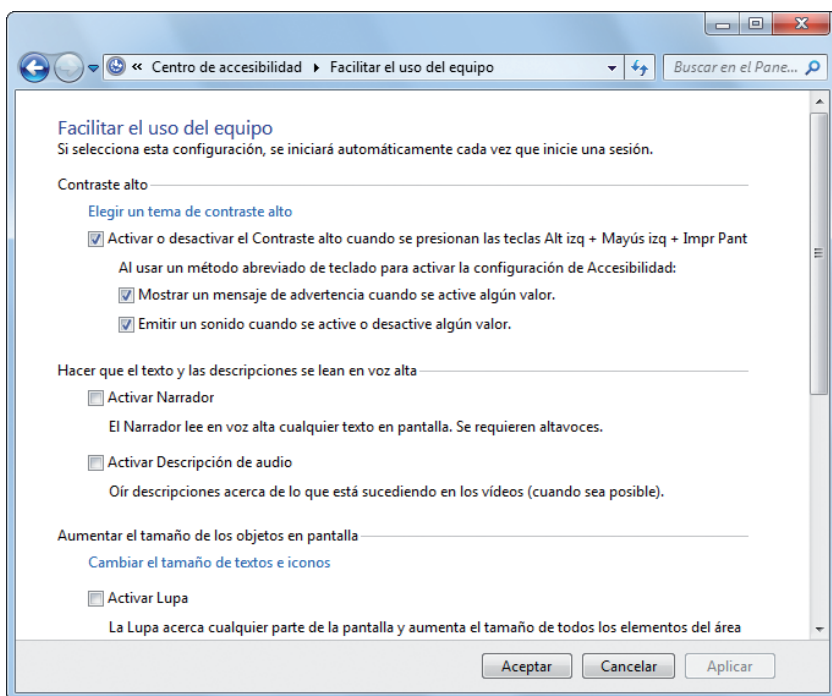 « Centro de accesibilidad Facilitar el uso del equipo Buscar en el Pane...
Facilitar el uso del equipo
Si selecciona esta configuración, se iniciará automáticamente cada vez que inicie una sesión.
Contraste alto
Elegir un tema de contraste alto
Activar o desactivar el Contraste alto cuando se presionan las teclas Alt izq + Mayús izq + Impr Pant
Al usar un método abreviado de teclado para activar la configuración de Accesibilidad:
Mostrar un mensaje de advertencia cuando se active algún valor.
Emitir un sonido cuando se active o desactive algún valor.
Hacer que el texto y las descripciones se lean en voz alta
Activar Narrador
El Narrador lee en voz alta cualquier texto en pantalla. Se requieren altavoces.
Activar Descripción de audio
Oír descripciones acerca de lo que está sucediendo en los vídeos (cuando sea posible).
Aumentar el tamaño de los objetos en pantalla
Cambiar el tamaño de textos e iconos
Activar Lupa
La Lupa acerca cualquier parte de la pantalla y aumenta el tamaño de todos los elementos del área
Aceptar Cancelar Aplicar